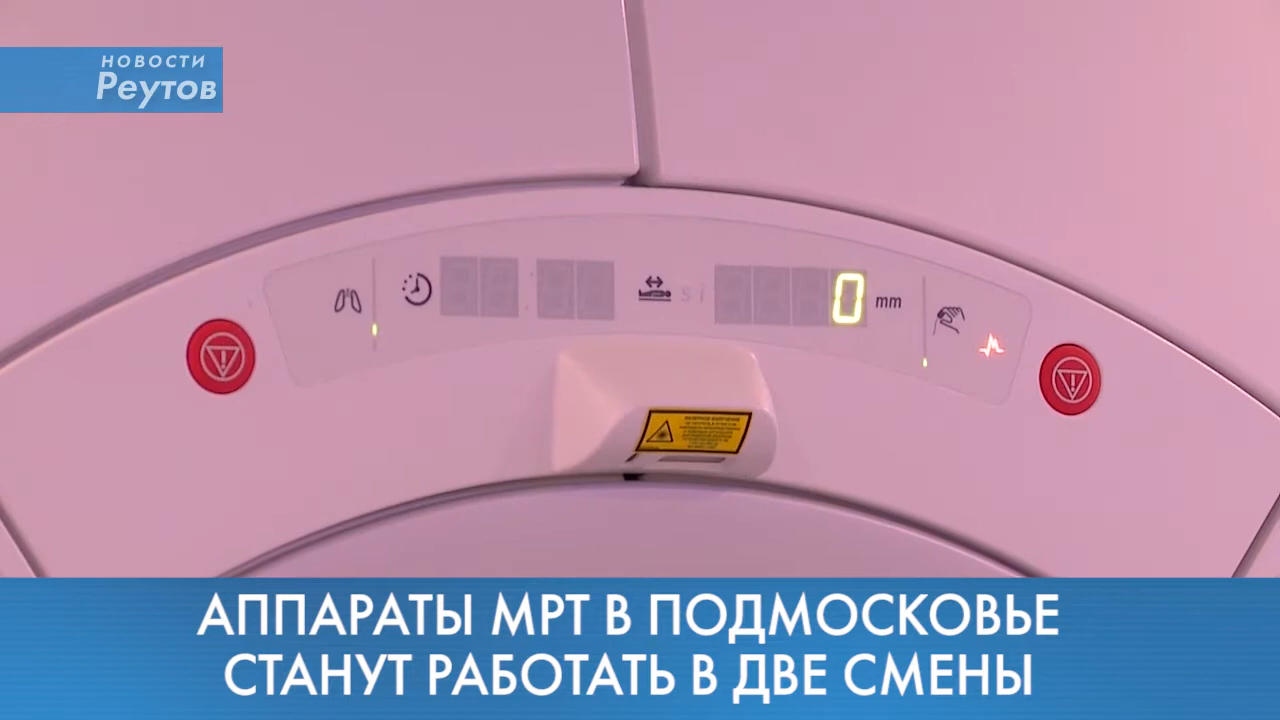 НОВОСТИ
Реутов
0 mm
АППАРАТЫ МРТ В ПОДМОСКОВЬЕ
СТАНУТ РАБОТАТЬ В ДВЕ СМЕНЫ